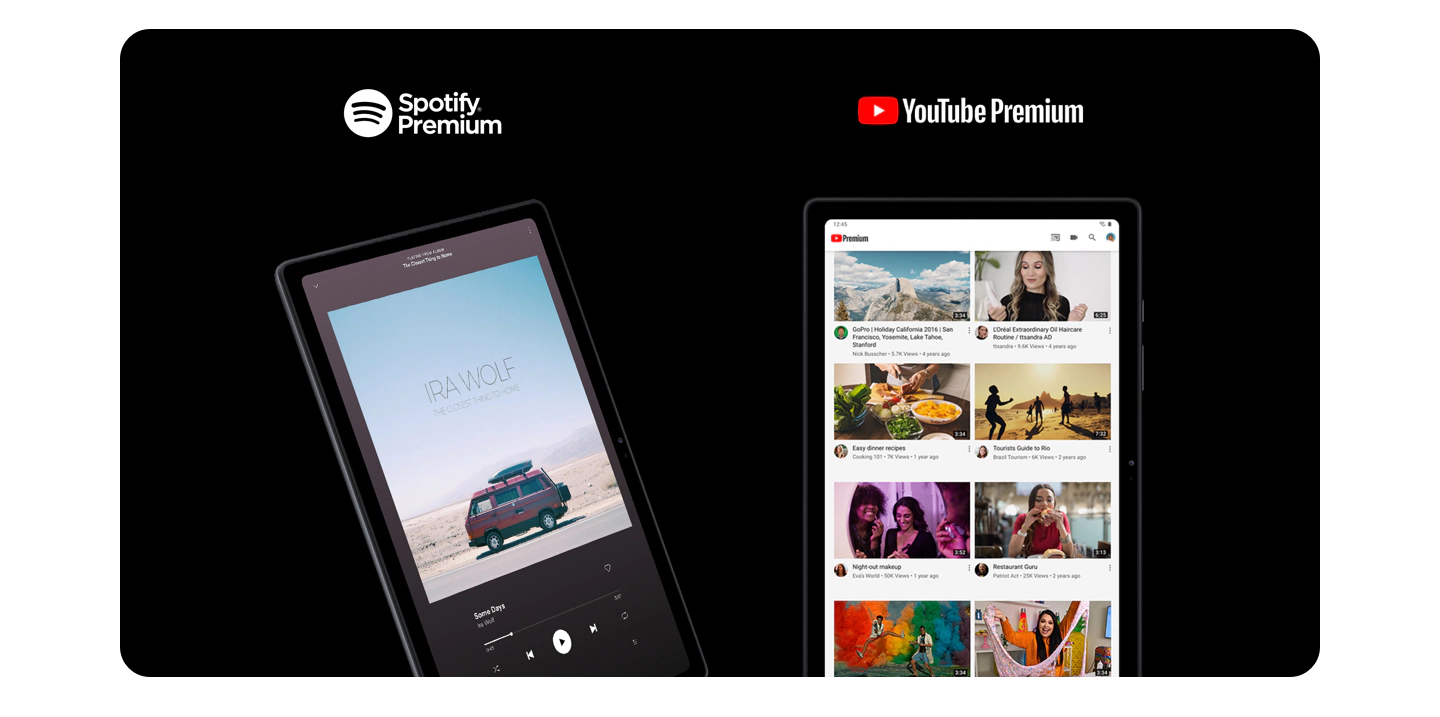 Spotify®
Premium
YouTube Premium
PLAYING FROM ALBUM
The Closest Thing to Home
IRA WOLF
THE CLOSEST THING TO HOME
Some Days
Ira Wolf
0:43
3:57
12:45
Premium
3:34
GoPro | Holiday California 2016 | San
Francisco, Yosemite, Lake Tahoe,
Stanford
Nick Busscher • 5.7K Views • 4 years ago
6:25
L'Oréal Extraordinary Oil Haircare
Routine / ttsandra AD
ttsandra • 9.6K Views • 4 years ago
3:34
Easy dinner recipes
Cooking 101 • 7K Views • 1 year ago
7:32
Tourists Guide to Rio
Brazil Tourism • 6K Views • 2 years ago
3:52
Night-out makeup
Eva's World • 50K Views • 1 year ago
3:13
Restaurant Guru
Patriot Act • 25K Views • 2 years ago
3:34
3:34